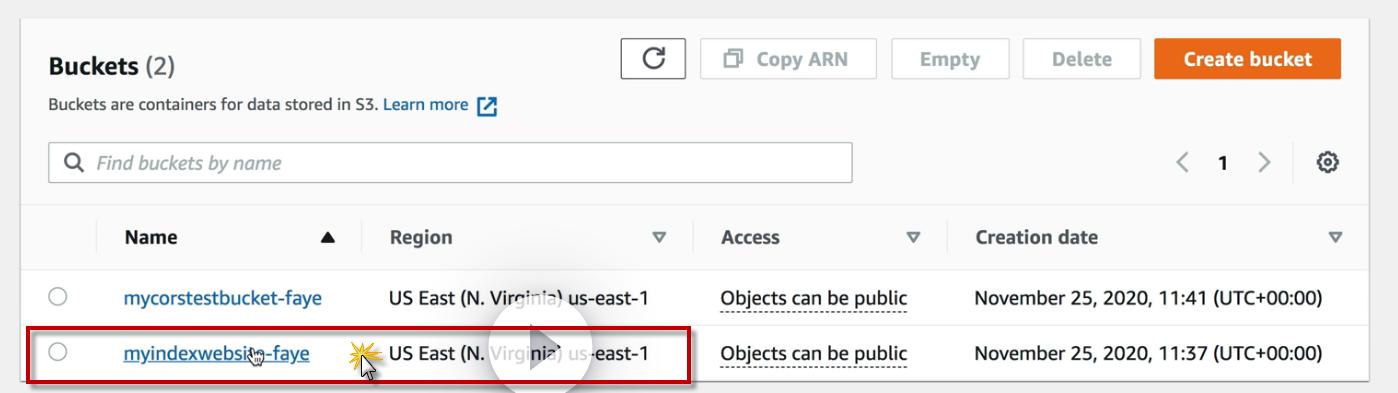 Buckets (2)
Copy ARN
Empty
Delete
Create bucket
Buckets are containers for data stored in S3. Learn more
Find buckets by name
1
Name Region Access Creation date
mycorstestbucket-faye US East (N. Virginia) us-east-1 Objects can be public November 25, 2020, 11:41 (UTC+00:00)
myindexwebsite-faye US East (N. Virginia) us-east-1 Objects can be public November 25, 2020, 11:37 (UTC+00:00)